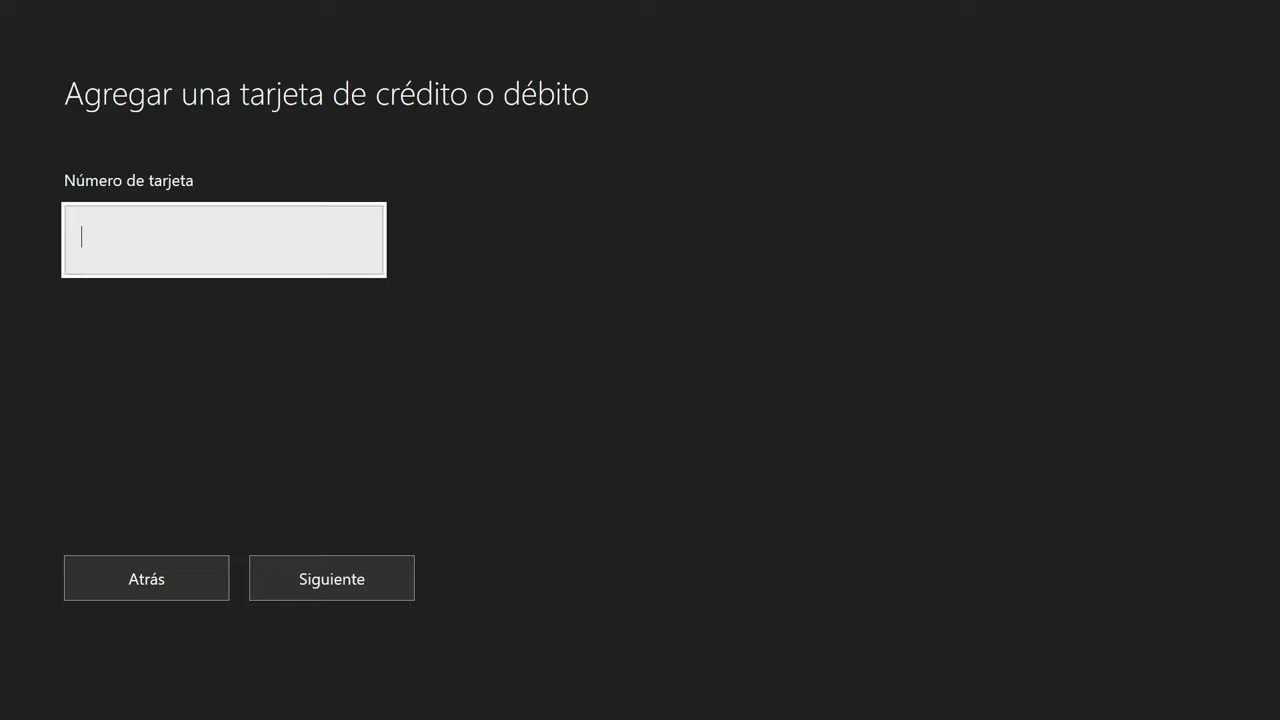 Agregar una tarjeta de crédito o débito
Número de tarjeta
Atrás
Siguiente